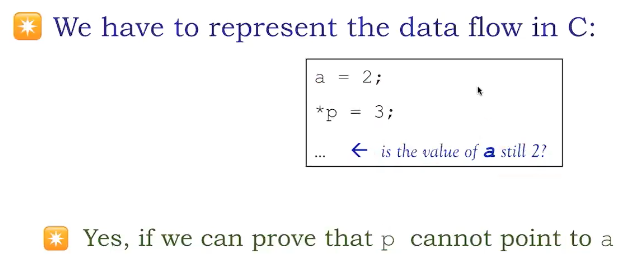 We have to represent the data flow in C:
a = 2;
*p = 3;
... ← is the value of a still 2?
Yes, if we can prove that p cannot point to a